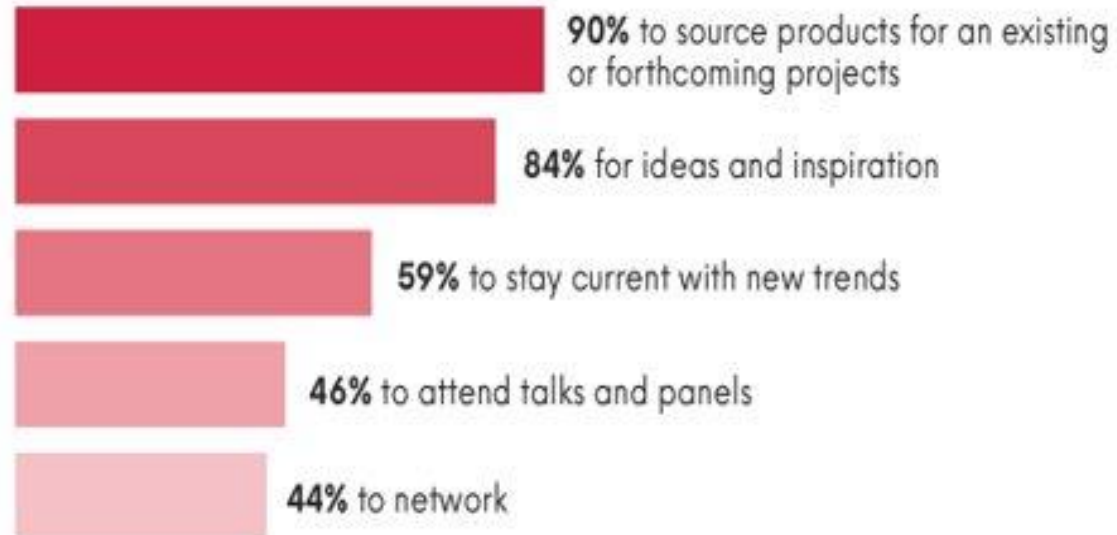 90% to source products for an existing
or forthcoming projects
84% for ideas and inspiration
59% to stay current with new trends
46% to attend talks and panels
44% to network